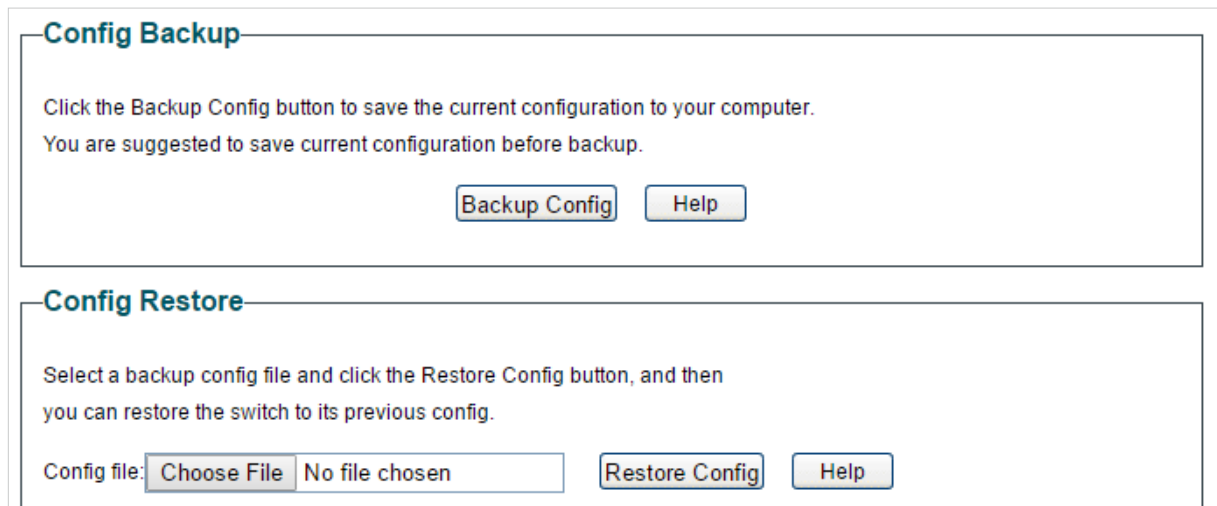 Config Backup
Click the Backup Config button to save the current configuration to your computer.
You are suggested to save current configuration before backup.
Backup Config Help
Config Restore
Select a backup config file and click the Restore Config button, and then
you can restore the switch to its previous config.
Config file: Choose File No file chosen Restore Config Help